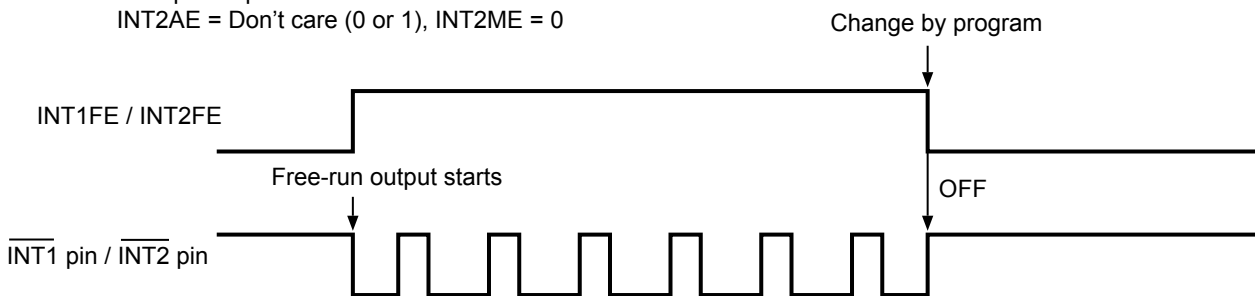 INT2AE = Don’t care (0 or 1), INT2ME = 0
Change by program
INT1FE / INT2FE
Free-run output starts
OFF
INT1 pin / INT2 pin